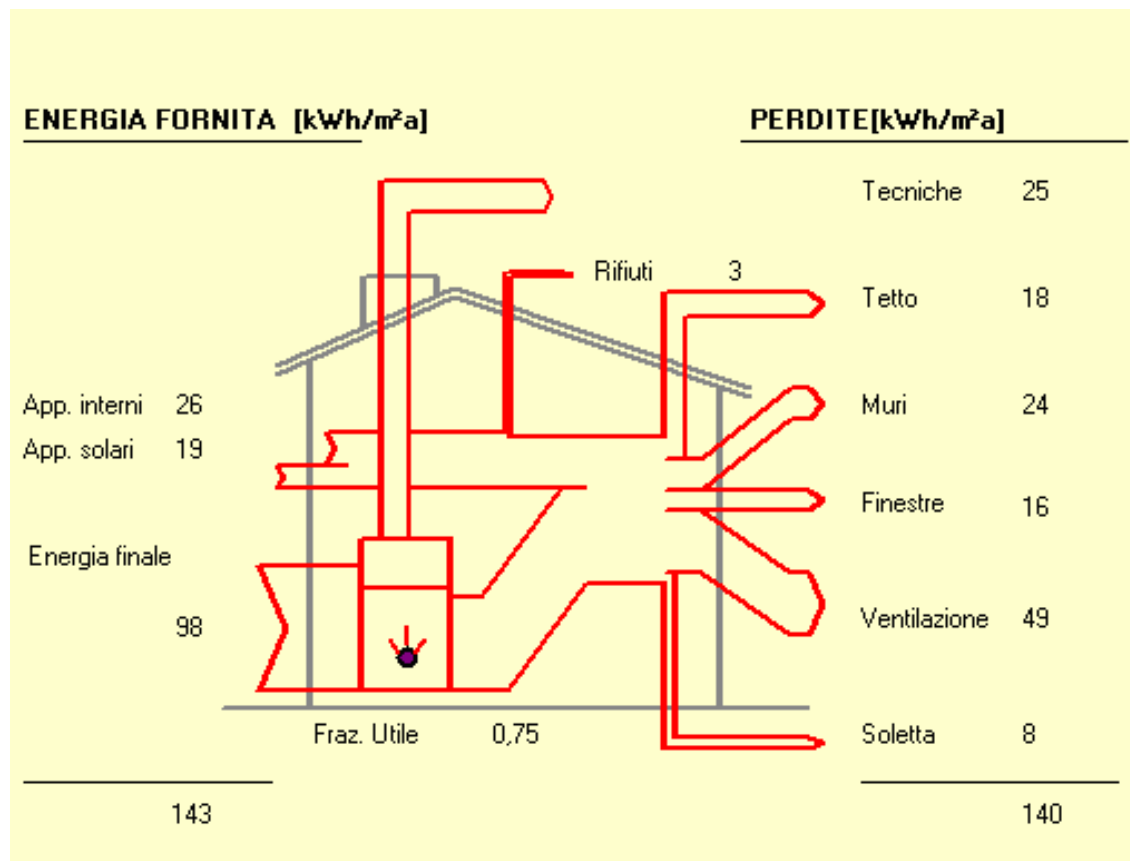 ENERGIA FORNITA [kWh/m²a]
PERDITE[kWh/m²a]
Tecniche 25
Rifiuti 3
Tetto 18
App. interni 26
Muri 24
App. solari 19
Finestre 16
Energia finale
98
Ventilazione 49
Fraz. Utile 0,75
Soletta 8
143
140